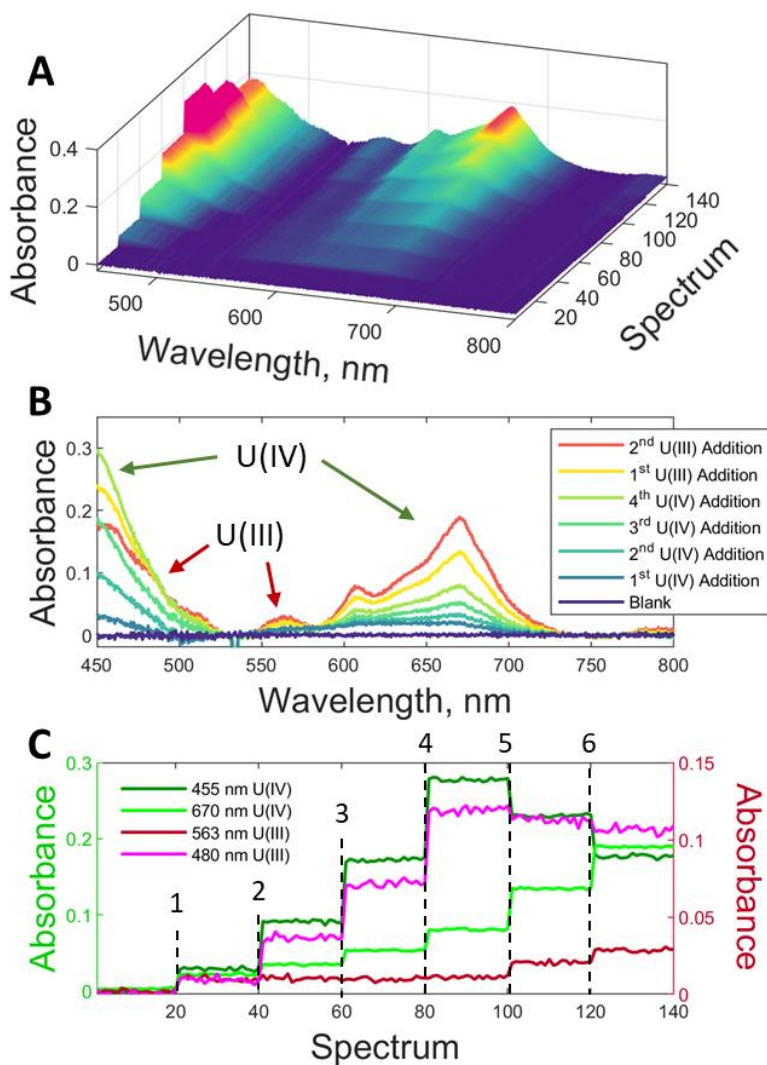 A
Absorbance
0.4
0.2
0
500
600
700
800
Wavelength, nm
20
40
60
80
100
120
140
Spectrum
B
Absorbance
0.3
0.2
0.1
0
U(IV)
U(III)
2nd U(III) Addition
1st U(III) Addition
4th U(IV) Addition
3rd U(IV) Addition
2nd U(IV) Addition
1st U(IV) Addition
Blank
450 500 550 600 650 700 750 800
Wavelength, nm
C
1 2 3 4 5 6
Absorbance
0.3
0.2
0.1
0
455 nm U(IV)
670 nm U(IV)
563 nm U(III)
480 nm U(III)
0.15
0.1
0.05
0
Absorbance
20 40 60 80 100 120 140
Spectrum